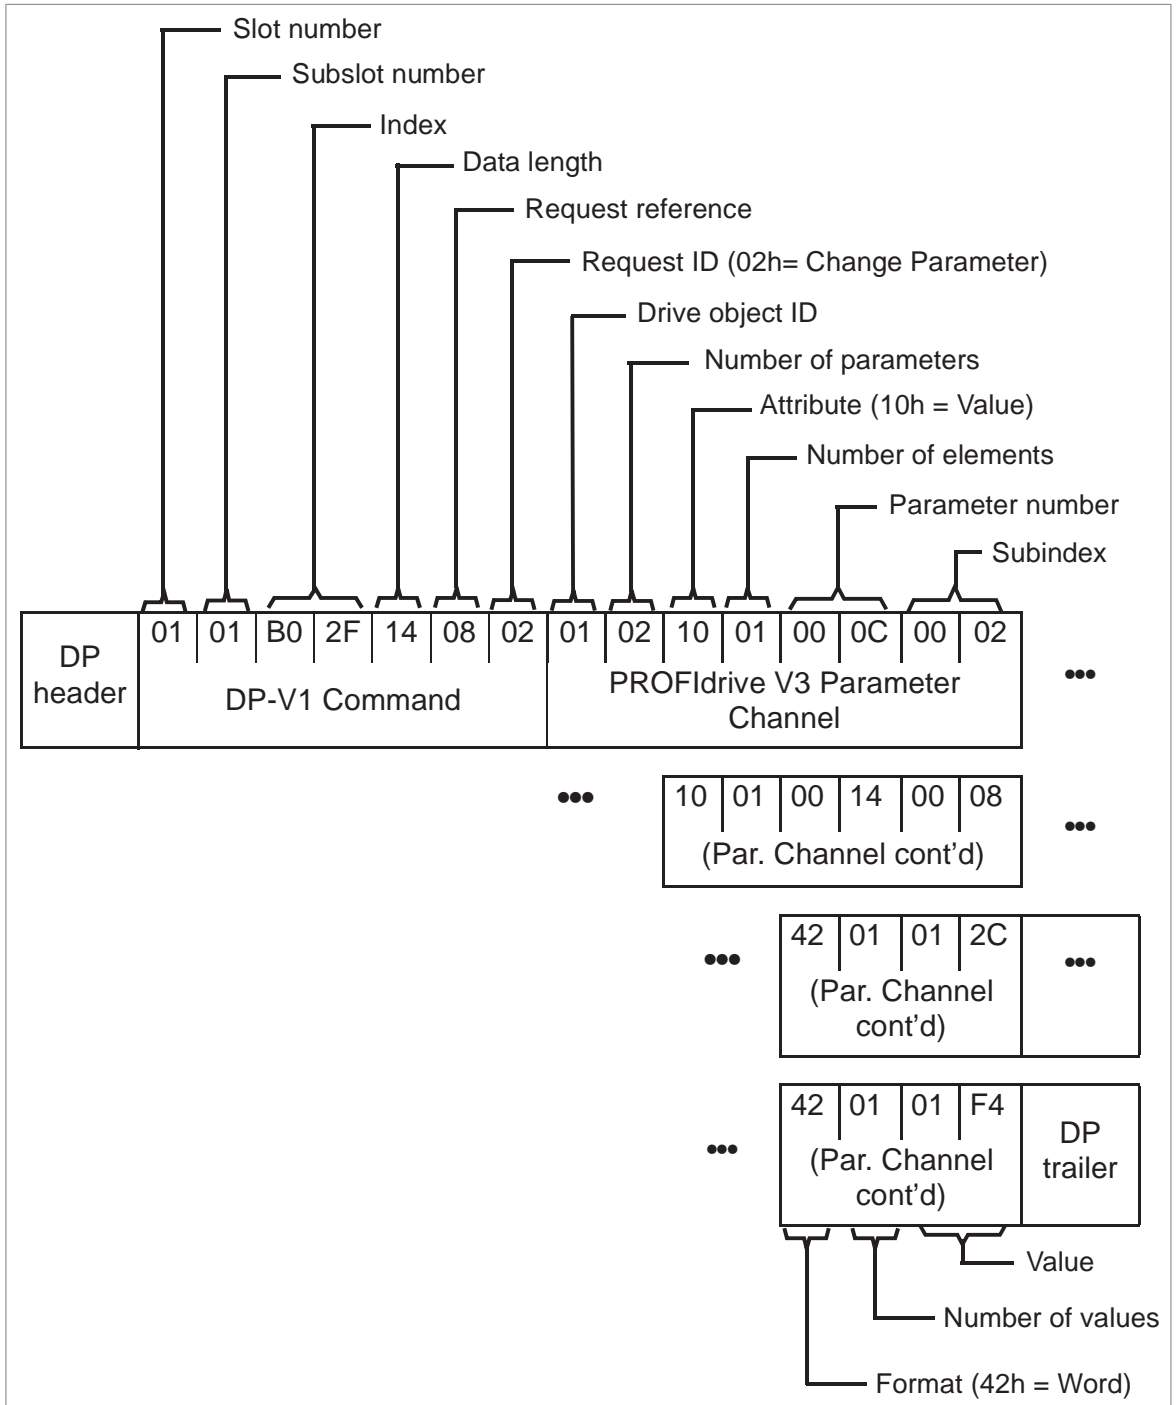 Slot number
Subslot number
Index
Data length
Request reference
Request ID (02h= Change Parameter)
Drive object ID
Number of parameters
Attribute (10h = Value)
Number of elements
Parameter number
Subindex
DP
header
01 01 B0 2F 14 08 02 01 02 10 01 00 0C 00 02
DP-V1 Command
PROFIdrive V3 Parameter
Channel
•••
•••
10 01 00 14 00 08
(Par. Channel cont’d)
•••
•••
42 01 01 2C
(Par. Channel
cont’d)
•••
•••
42 01 01 F4
(Par. Channel
cont’d)
DP
trailer
Value
Number of values
Format (42h = Word)